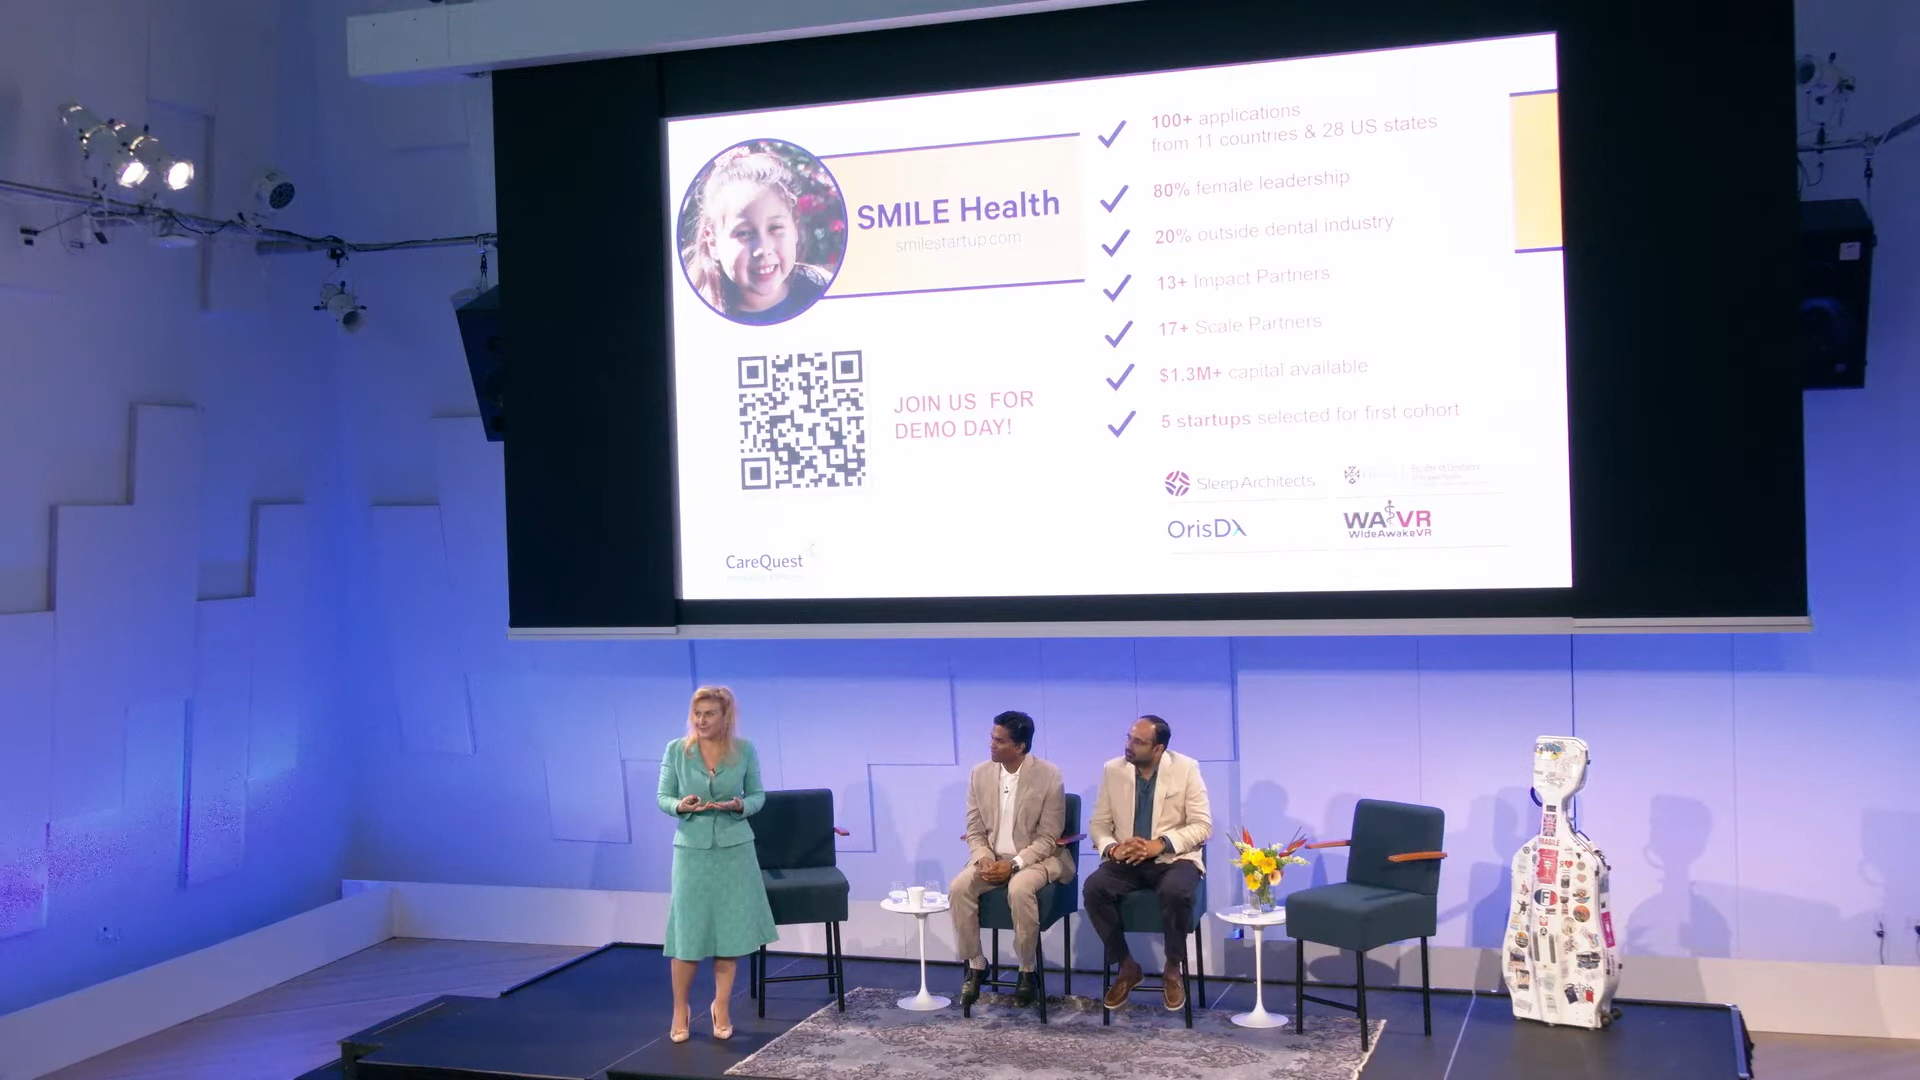 SMILE Health
smilestartup.com
JOIN US FOR
DEMO DAY!
CareQuest
100+ applications
from 11 countries & 28 US states
80% female leadership
20% outside dental industry
13+ Impact Partners
17+ Scale Partners
$1.3M+ capital available
5 startups selected for first cohort
SleepArchitects
OrisDX
WAVR
WideAwakeVR
FRAGILE